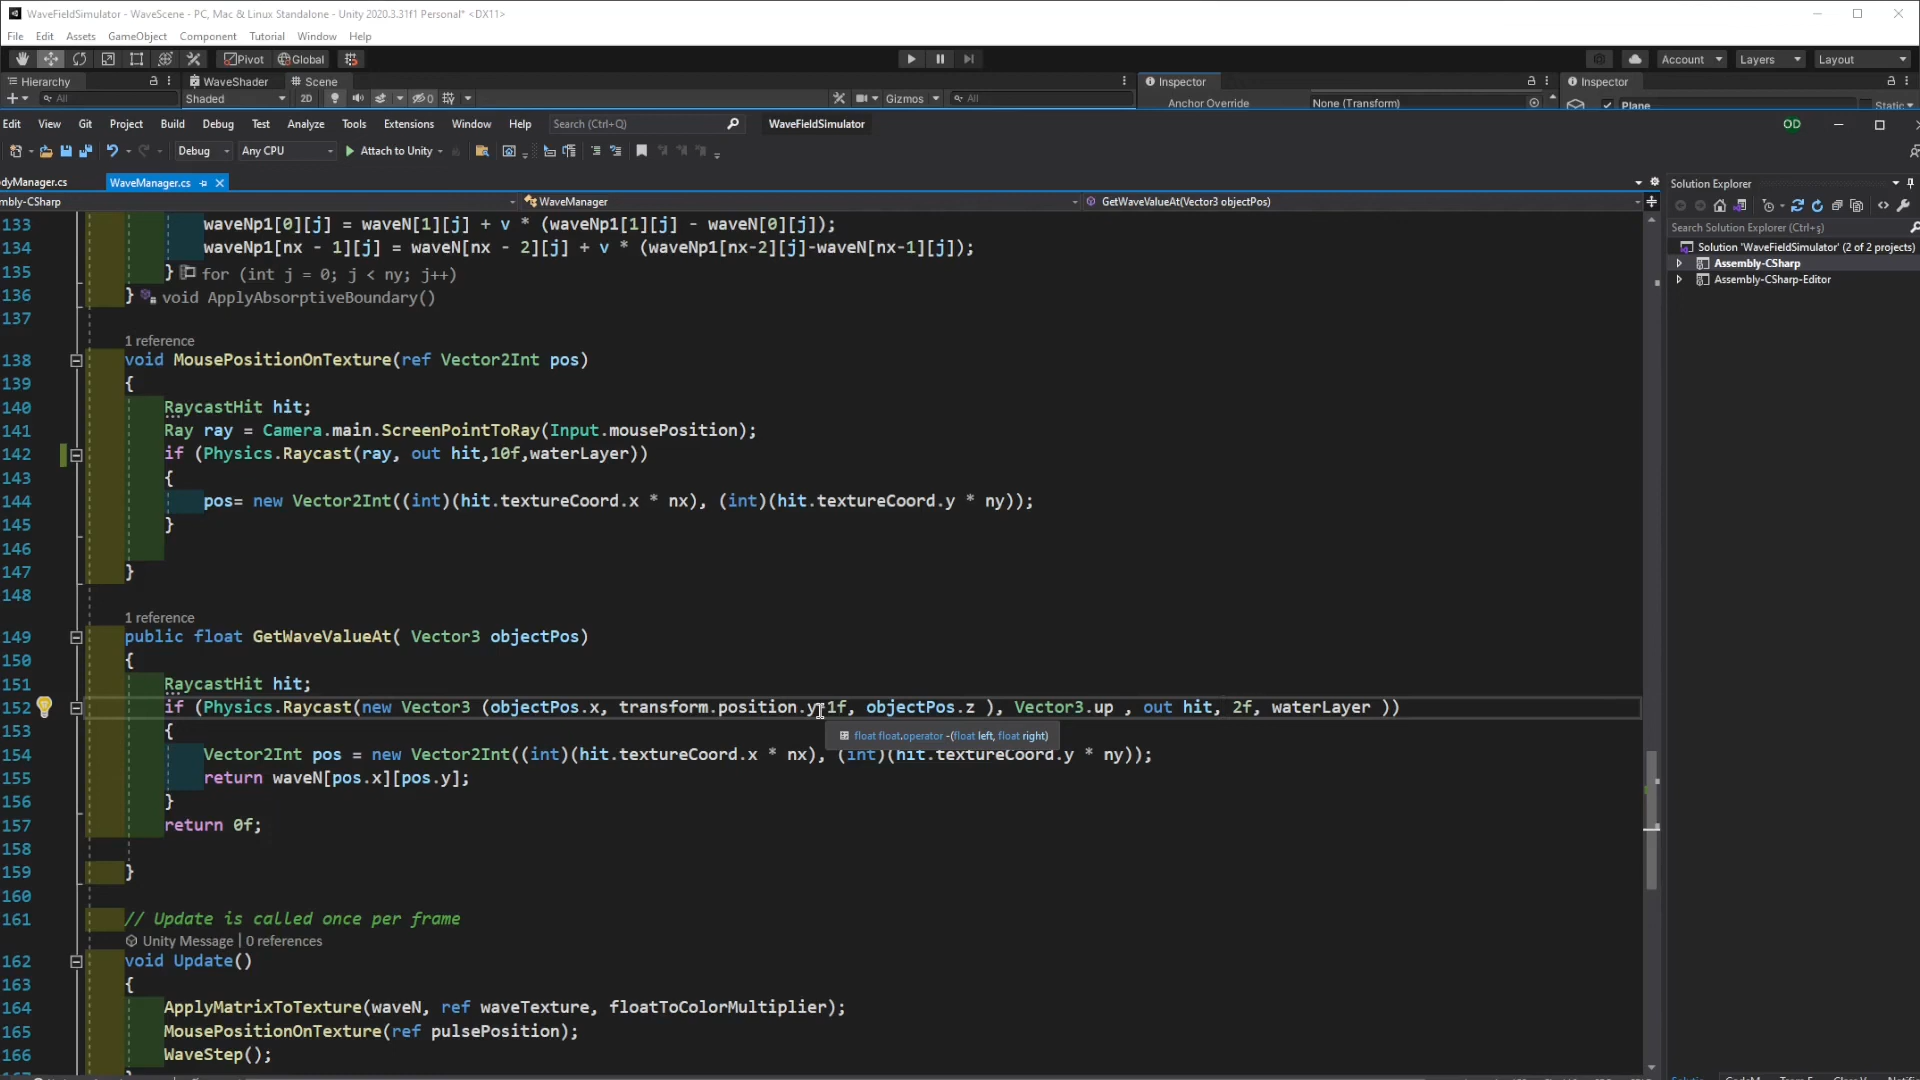 WaveFieldSimulator - WaveScene - PC, Mac & Linux Standalone - Unity 2020.3.31f1 Personal* <DX11>
File Edit Assets GameObject Component Tutorial Window Help
Pivot Global Account Layers Layout
Hierarchy WaveShader Scene Inspector Inspector
All Shaded 2D 0 Gizmos All Anchor Override None (Transform) Plane Static
Edit View Git Project Build Debug Test Analyze Tools Extensions Window Help Search (Ctrl+Q) WaveFieldSimulator OD
Debug Any CPU Attach to Unity
dyManager.cs WaveManager.cs Solution Explorer
mbly-CSharp WaveManager GetWaveValueAt(Vector3 objectPos)
Search Solution Explorer (Ctrl+ş)
Solution 'WaveFieldSimulator' (2 of 2 projects)
Assembly-CSharp
Assembly-CSharp-Editor
133 waveNp1[0][j] = waveN[1][j] + v * (waveNp1[1][j] - waveN[0][j]);
134 waveNp1[nx - 1][j] = waveN[nx - 2][j] + v * (waveNp1[nx-2][j]-waveN[nx-1][j]);
135 } for (int j = 0; j < ny; j++)
136 } void ApplyAbsorptiveBoundary()
137
1 reference
138 void MousePositionOnTexture(ref Vector2Int pos)
139 {
140 RaycastHit hit;
141 Ray ray = Camera.main.ScreenPointToRay(Input.mousePosition);
142 if (Physics.Raycast(ray, out hit,10f,waterLayer))
143 {
144 pos= new Vector2Int((int)(hit.textureCoord.x * nx), (int)(hit.textureCoord.y * ny));
145 }
146
147 }
148
1 reference
149 public float GetWaveValueAt( Vector3 objectPos)
150 {
151 RaycastHit hit;
152 if (Physics.Raycast(new Vector3 (objectPos.x, transform.position.y-1f, objectPos.z ), Vector3.up , out hit, 2f, waterLayer ))
153 {
float float.operator -(float left, float right)
154 Vector2Int pos = new Vector2Int((int)(hit.textureCoord.x * nx), (int)(hit.textureCoord.y * ny));
155 return waveN[pos.x][pos.y];
156 }
157 return 0f;
158
159 }
160
161 // Update is called once per frame
Unity Message | 0 references
162 void Update()
163 {
164 ApplyMatrixToTexture(waveN, ref waveTexture, floatToColorMultiplier);
165 MousePositionOnTexture(ref pulsePosition);
166 WaveStep();